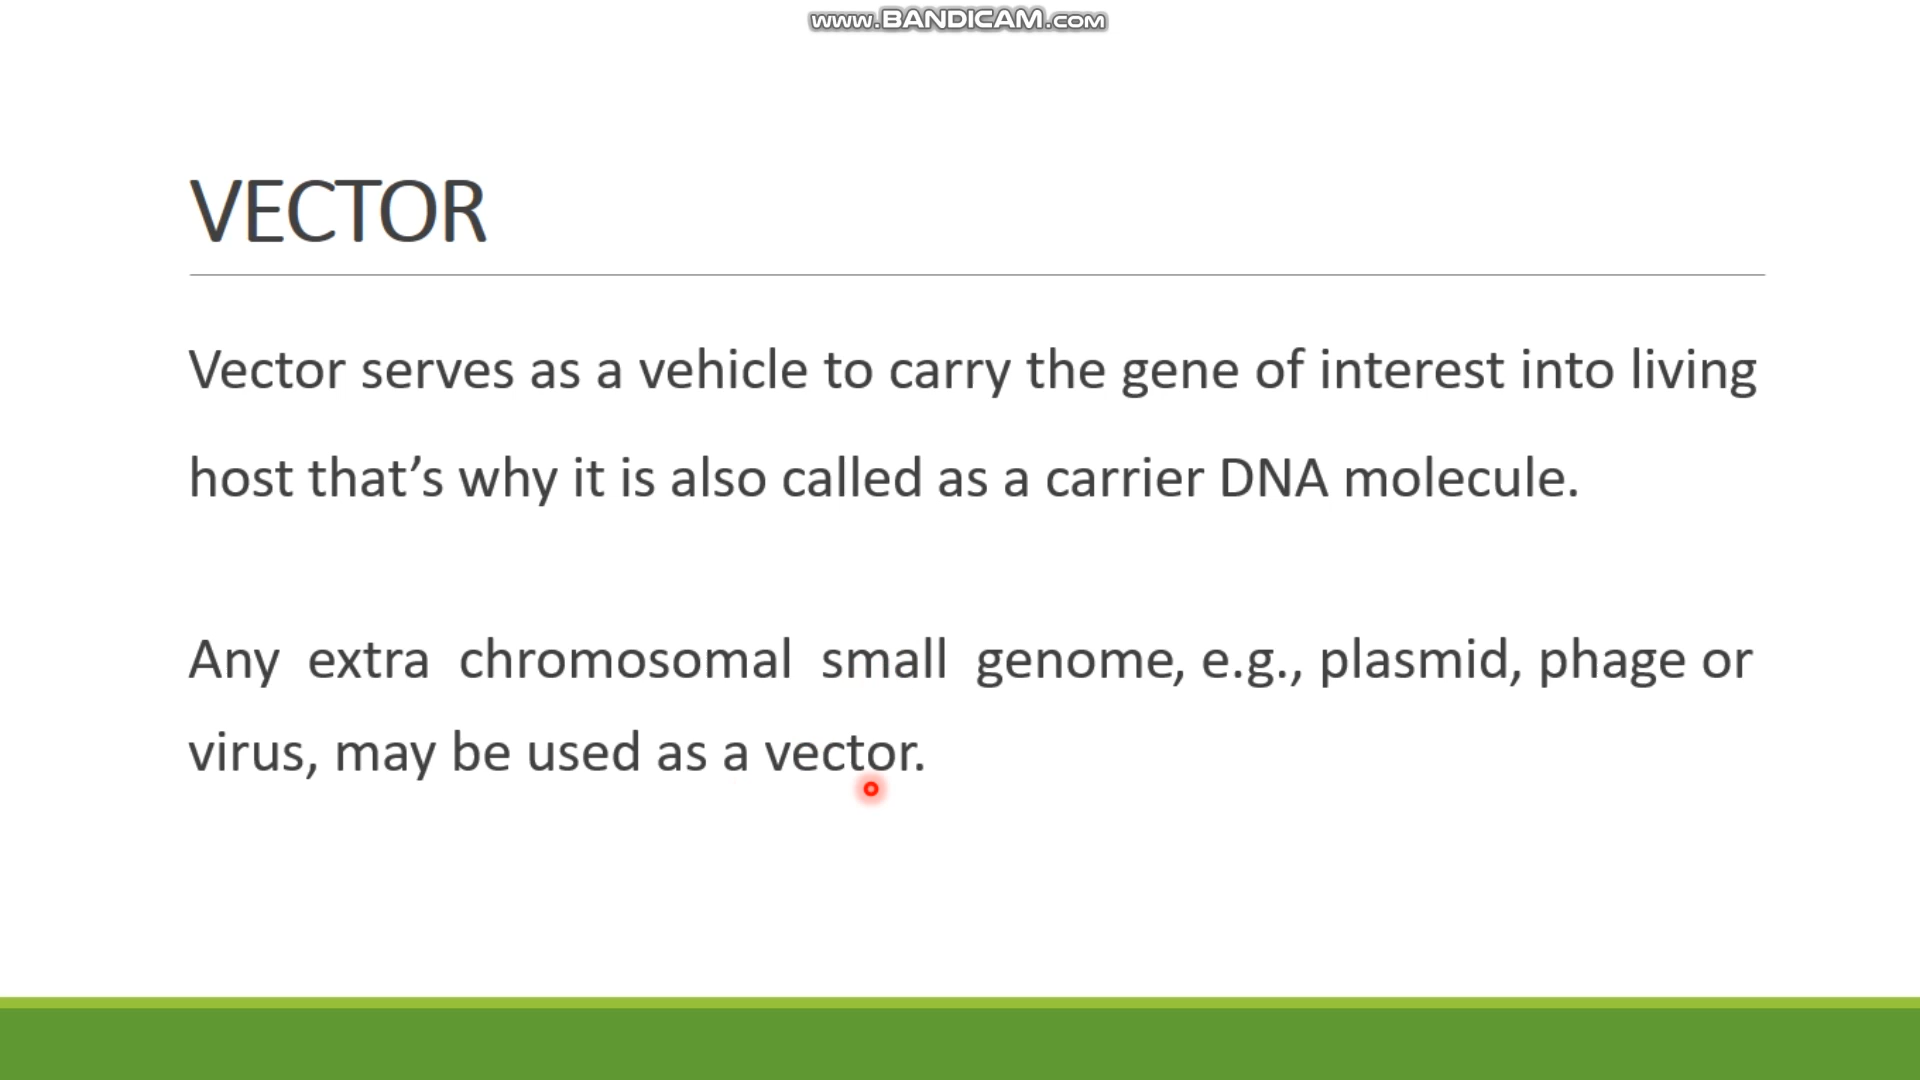 www.BANDICAM.com
VECTOR
Vector serves as a vehicle to carry the gene of interest into living
host that’s why it is also called as a carrier DNA molecule.
Any extra chromosomal small genome, e.g., plasmid, phage or
virus, may be used as a vector.